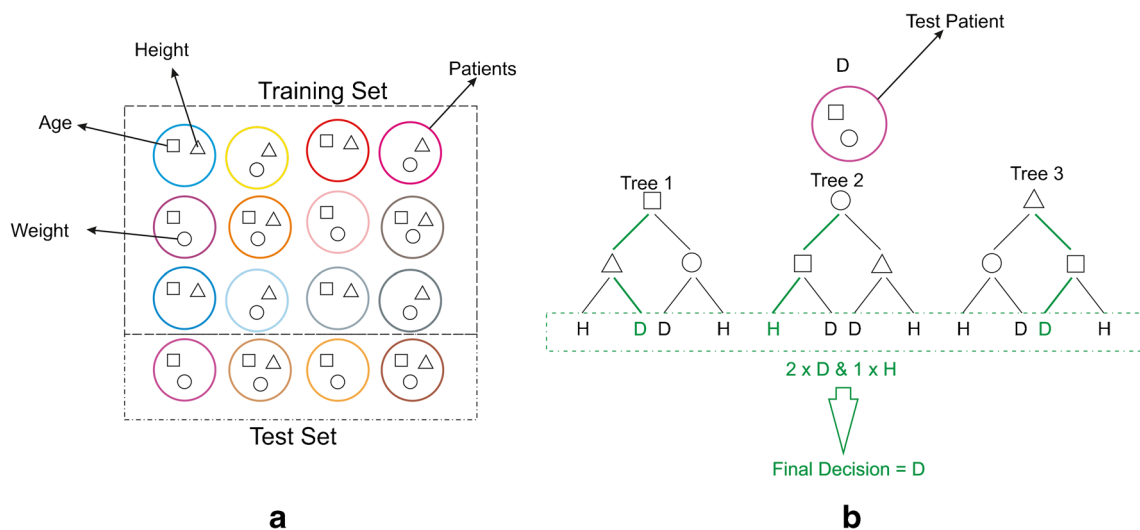 Height
Training Set
Patients
Age
Weight
Test Set
a
Test Patient
D
Tree 1
Tree 2
Tree 3
H D D H H D D H H D D H
2 x D & 1 x H
Final Decision = D
b